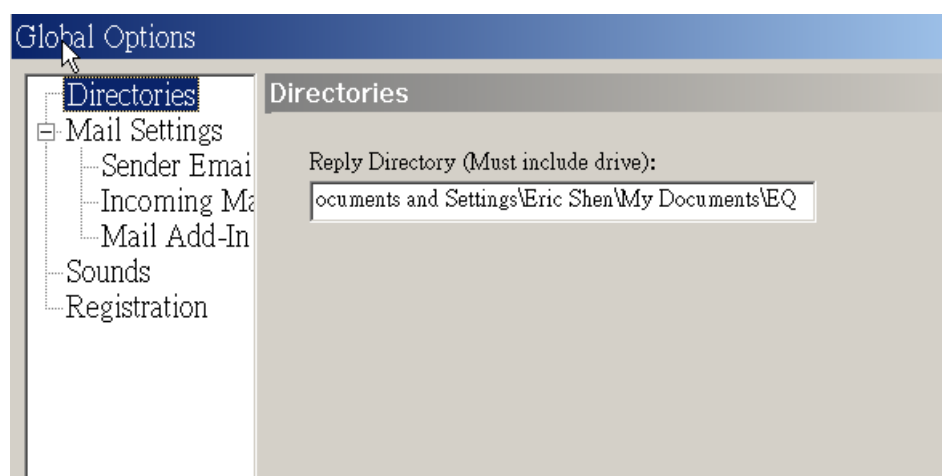 Global Options
Directories
Mail Settings
Sender Emai
Incoming Ma
Mail Add-In
Sounds
Registration
Directories
Reply Directory (Must include drive):
ocuments and Settings\Eric Shen\My Documents\EQ